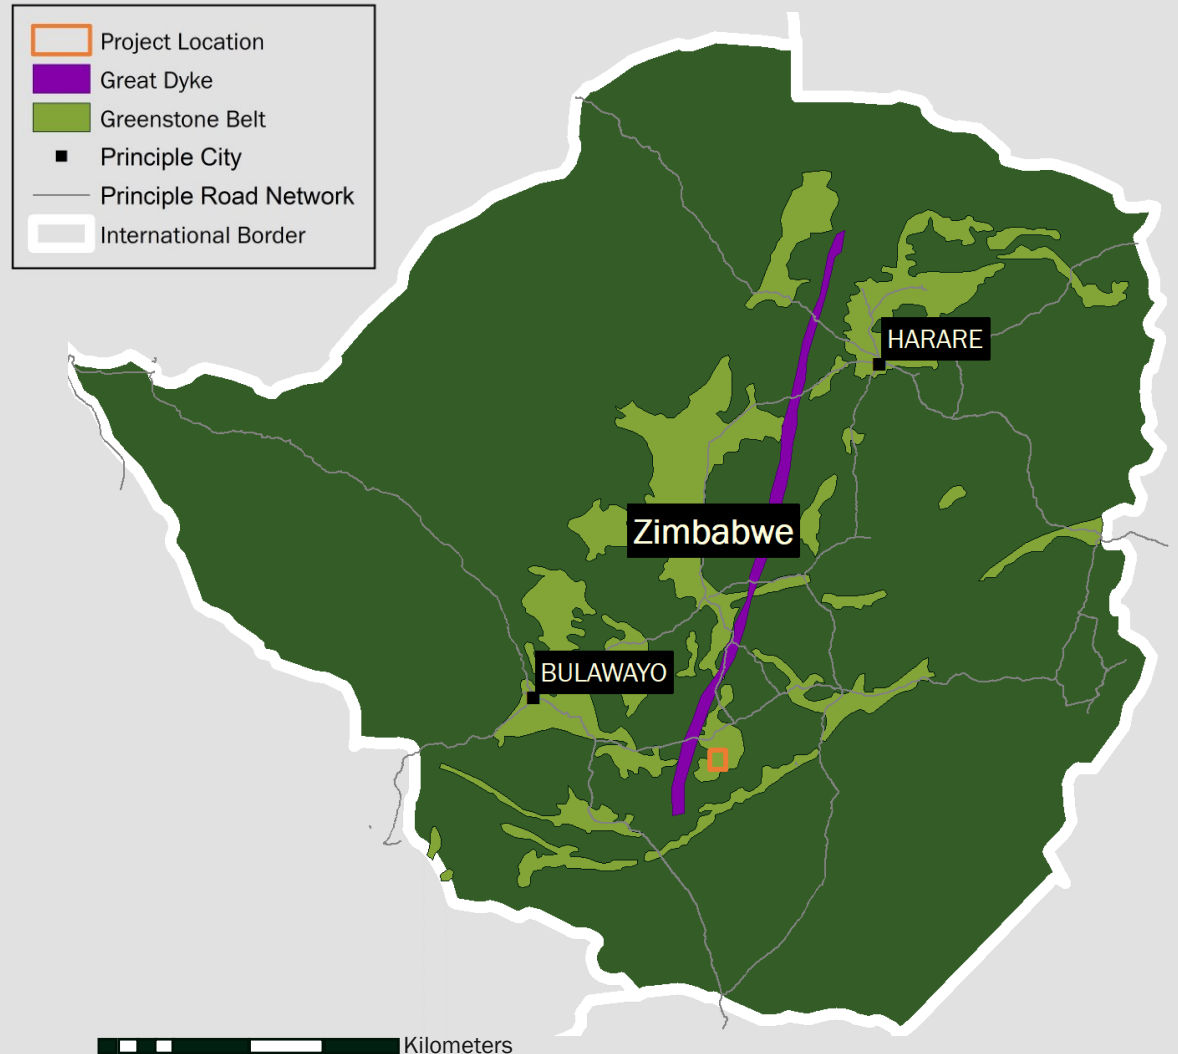 Project Location
Great Dyke
Greenstone Belt
Principle City
Principle Road Network
International Border
HARARE
Zimbabwe
BULAWAYO
Kilometers